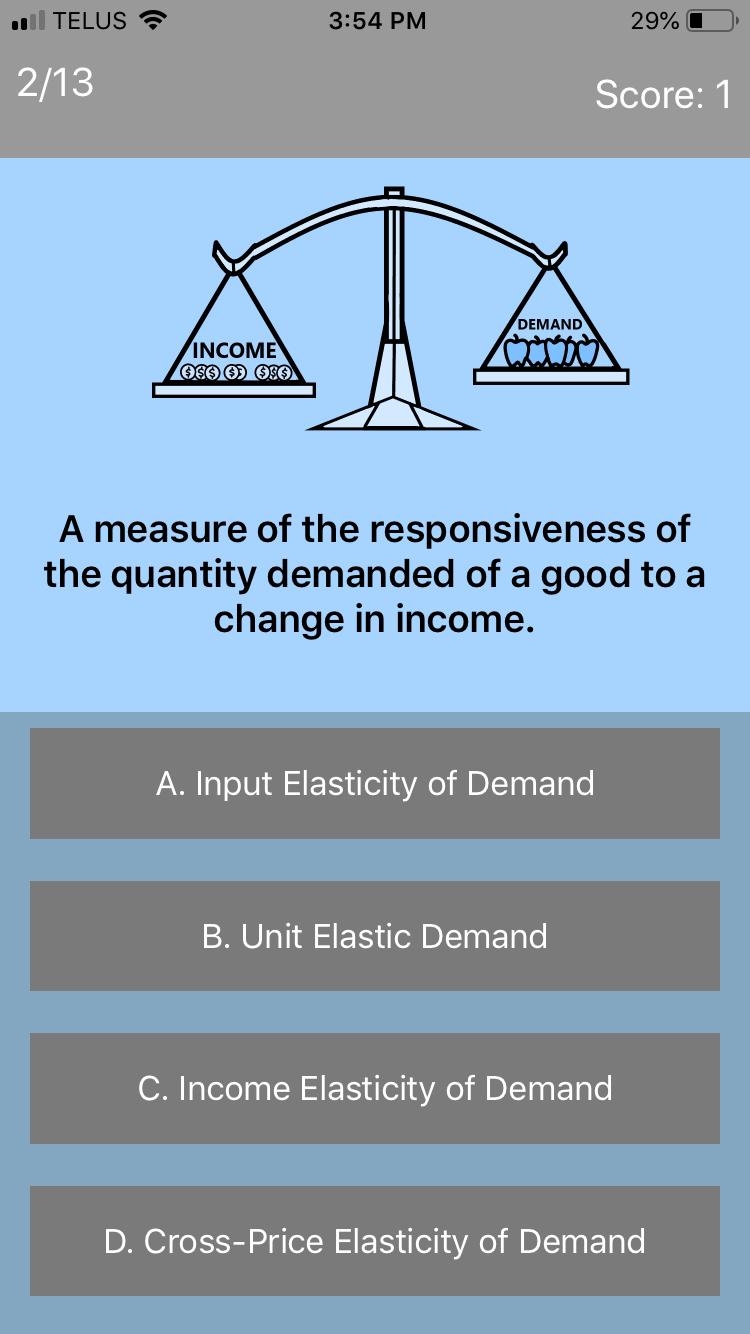 TELUS 3:54 PM 29%
2/13
Score: 1
INCOME
$$$ $$ $$$
DEMAND
A measure of the responsiveness of
the quantity demanded of a good to a
change in income.
A. Input Elasticity of Demand
B. Unit Elastic Demand
C. Income Elasticity of Demand
D. Cross-Price Elasticity of Demand